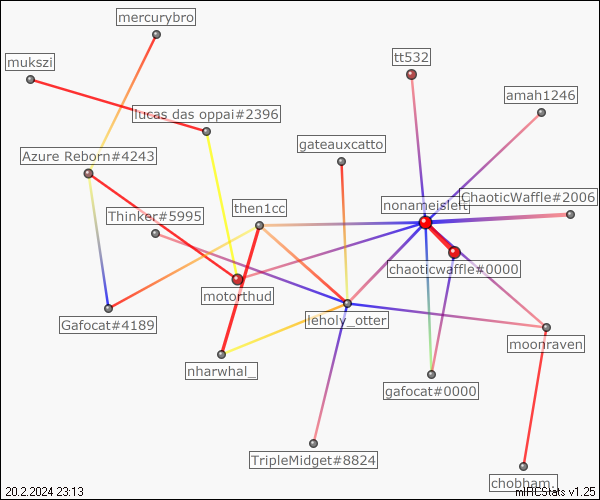 mercurybro
mukszi
tt532
amah1246
lucas das oppai#2396
gateauxcatto
Azure Reborn#4243
nonameisleft
ChaoticWaffle#2006
then1cc
Thinker#5995
chaoticwaffle#0000
motorthud
Gafocat#4189
leholy_otter
moonraven
nharwhal_
gafocat#0000
TripleMidget#8824
chobham.
20.2.2024 23:13
mIRCStats v1.25